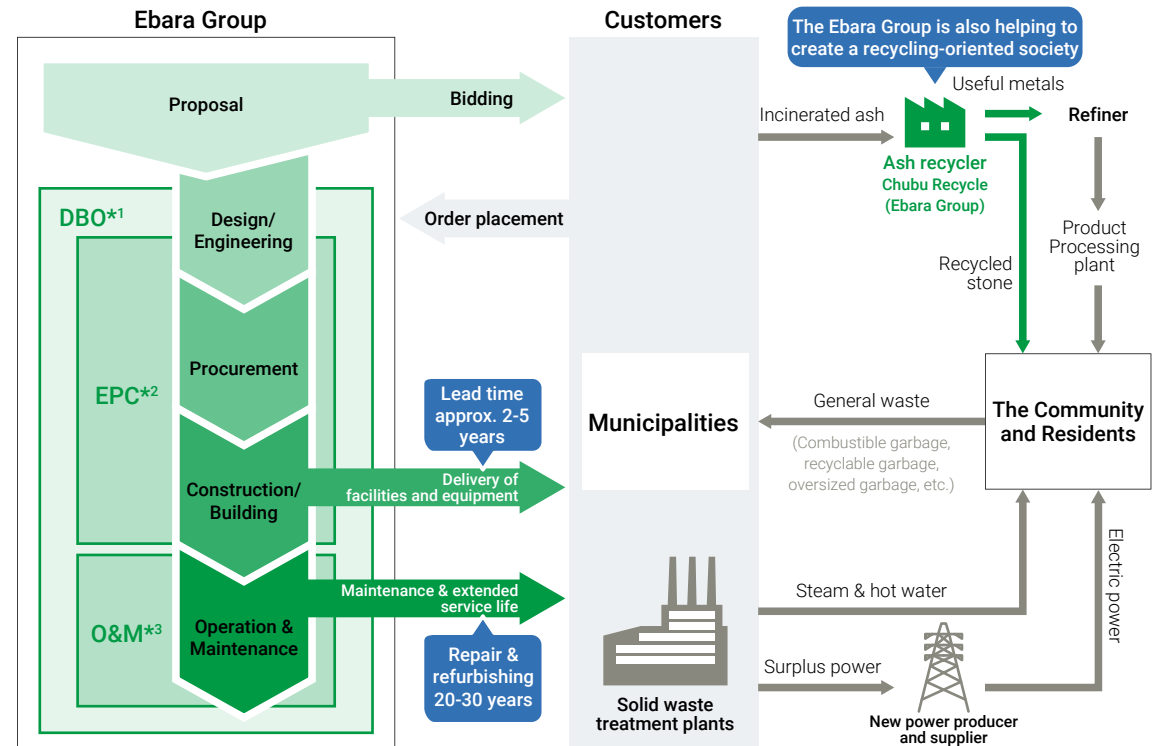 Ebara Group
Proposal
Bidding
DBO*1
Design/
Engineering
Order placement
EPC*2
Procurement
Lead time
approx. 2-5
years
Construction/
Building
Delivery of
facilities and equipment
O&M*3
Operation &
Maintenance
Maintenance & extended
service life
Repair &
refurbishing
20-30 years
Customers
Municipalities
Solid waste
treatment plants
The Ebara Group is also helping to
create a recycling-oriented society
Incinerated ash
Ash recycler
Chubu Recycle
(Ebara Group)
Useful metals
Refiner
Product
Processing
plant
Recycled
stone
General waste
(Combustible garbage,
recyclable garbage,
oversized garbage, etc.)
The Community
and Residents
Steam & hot water
Electric power
Surplus power
New power producer
and supplier